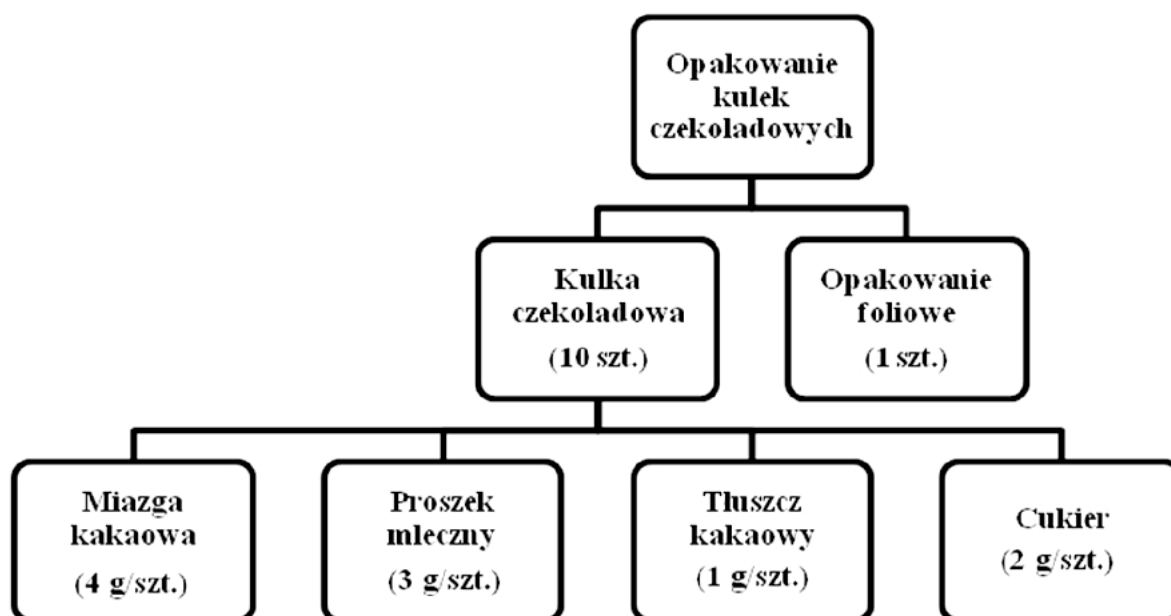 Opakowanie
kulek
czekoladowych
Kulka
czekoladowa
(10 szt.)
Opakowanie
foliowe
(1 szt.)
Miazga
kakaowa
(4 g/szt.)
Proszek
mleczny
(3 g/szt.)
Tłuszcz
kakaowy
(1 g/szt.)
Cukier
(2 g/szt.)